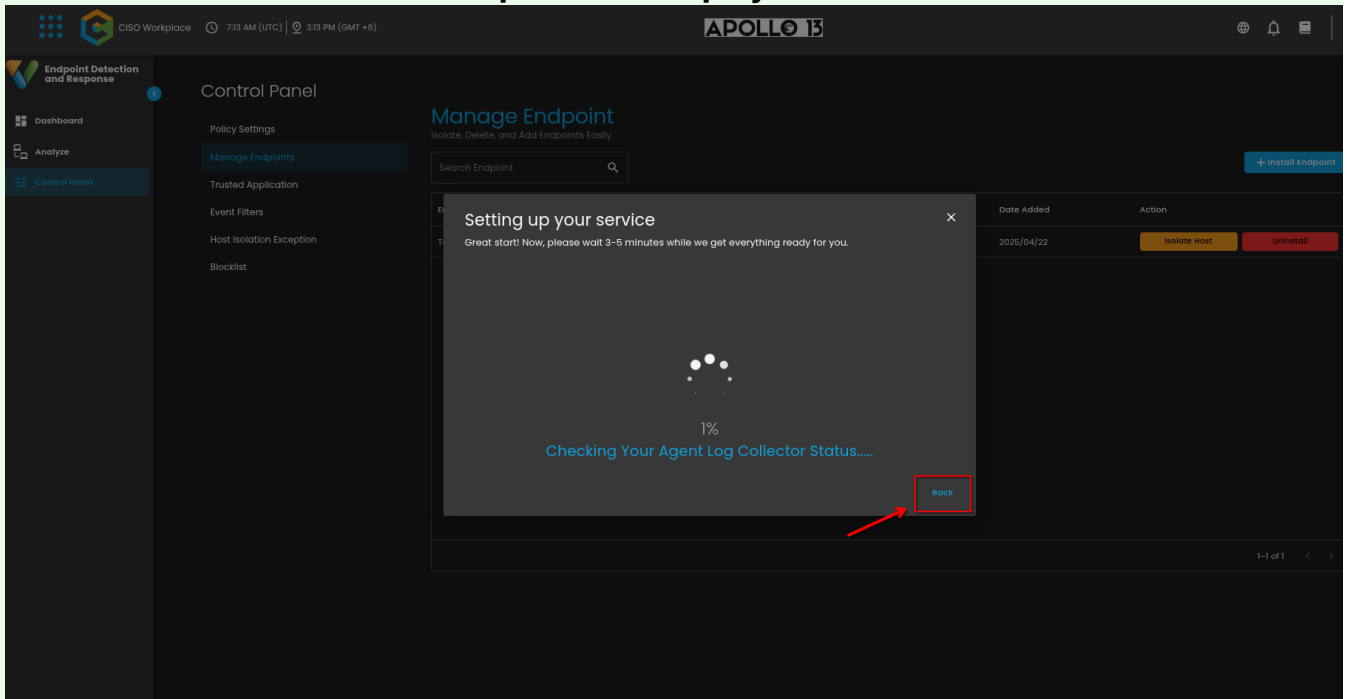 CISO Workplace
7:13 AM (UTC)
3:13 PM (GMT +8)
APOLLO 13
Endpoint Detection
and Response
Dashboard
Analyze
Control Panel
Control Panel
Policy Settings
Manage Endpoints
Trusted Application
Event Filters
Host Isolation Exception
Blocklist
Manage Endpoint
Isolate, Delete, and Add Endpoints Easily
Search Endpoint
+ Install Endpoint
Date Added
Action
2025/04/22
Isolate Host
Uninstall
Setting up your service
×
Great start! Now, please wait 3-5 minutes while we get everything ready for you.
1%
Checking Your Agent Log Collector Status.....
Back
1–1 of 1